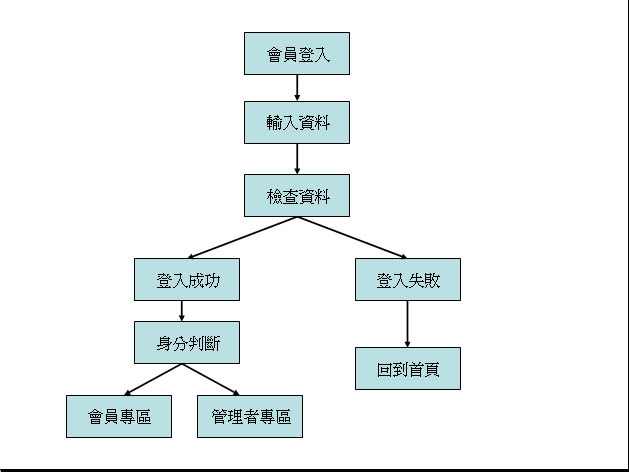 會員登入
輸入資料
檢查資料
登入成功
登入失敗
身分判斷
回到首頁
會員專區
管理者專區